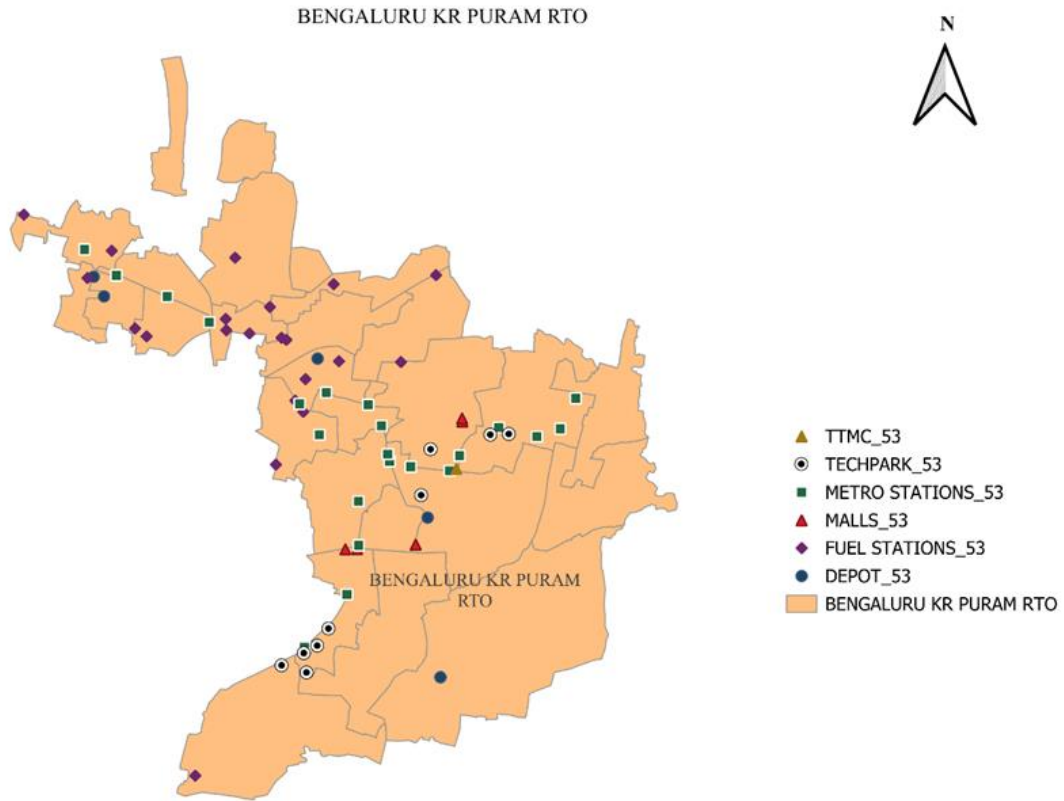 BENGALURU KR PURAM RTO
N
TTMC_53
TECHPARK_53
METRO STATIONS_53
MALLS_53
FUEL STATIONS_53
DEPOT_53
BENGALURU KR PURAM RTO
BENGALURU KR PURAM
RTO